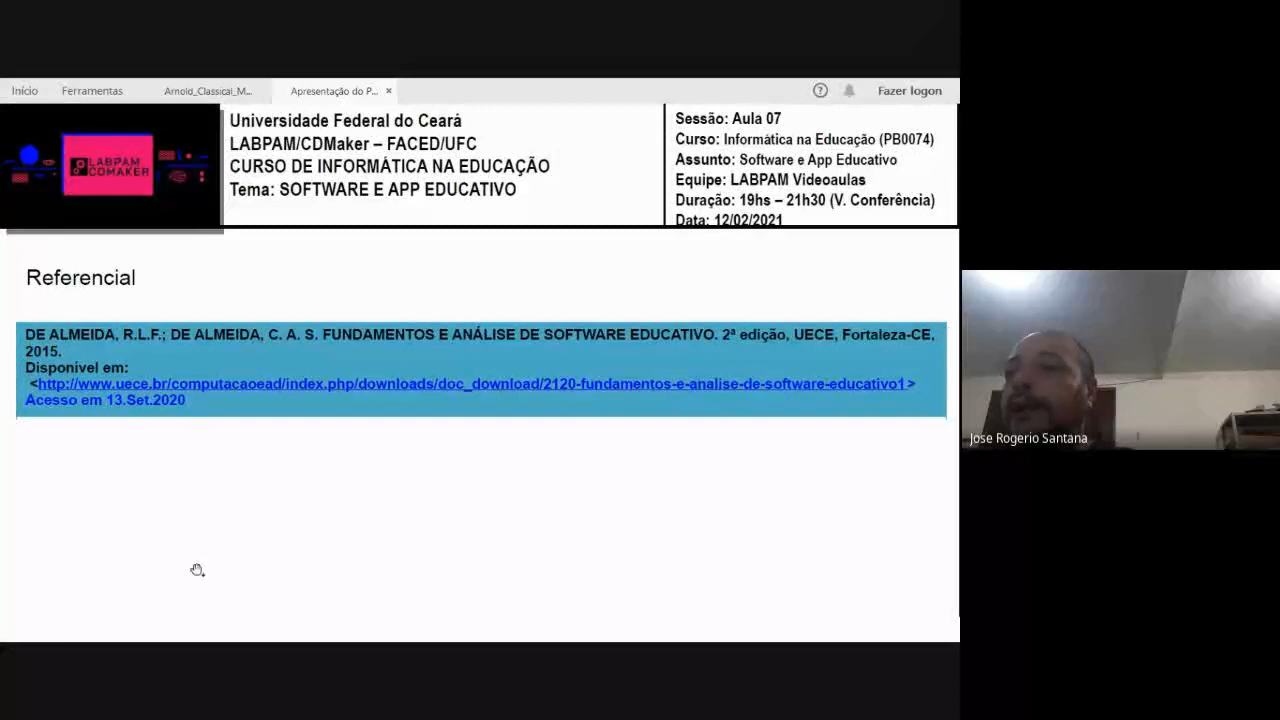 Início Ferramentas Arnold_Classical_M... Apresentação do P... × Fazer logon
LABPAM
CDMAKER
Universidade Federal do Ceará
LABPAM/CDMaker – FACED/UFC
CURSO DE INFORMÁTICA NA EDUCAÇÃO
Tema: SOFTWARE E APP EDUCATIVO
Sessão: Aula 07
Curso: Informática na Educação (PB0074)
Assunto: Software e App Educativo
Equipe: LABPAM Videoaulas
Duração: 19hs – 21h30 (V. Conferência)
Data: 12/02/2021
Referencial
DE ALMEIDA, R.L.F.; DE ALMEIDA, C. A. S. FUNDAMENTOS E ANÁLISE DE SOFTWARE EDUCATIVO. 2ª edição, UECE, Fortaleza-CE,
2015.
Disponível em:
<http://www.uece.br/computacaoead/index.php/downloads/doc_download/2120-fundamentos-e-analise-de-software-educativo1>
Acesso em 13.Set.2020
Jose Rogerio Santana